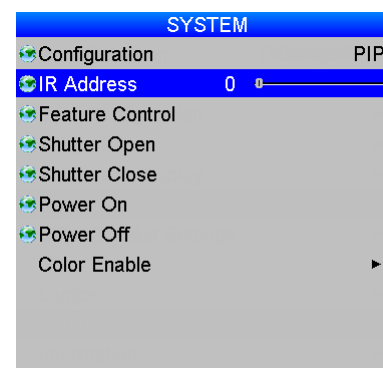 SYSTEM
Configuration PIP
IR Address 0
Feature Control
Shutter Open
Shutter Close
Power On
Power Off
Color Enable